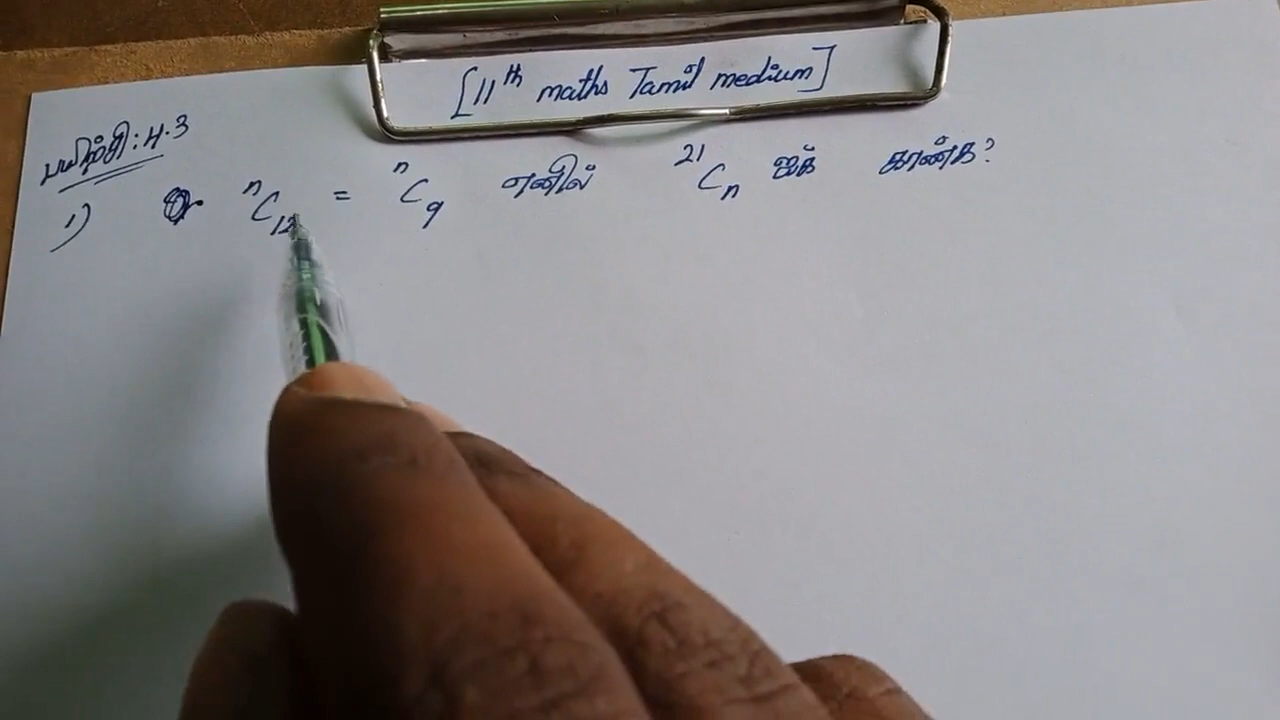 [11th maths Tamil medium]
பயிற்சி: 4.3
1) ⁿC₁₂ = ⁿC₉ எனில் ²¹Cₙ ஐக் காண்க?